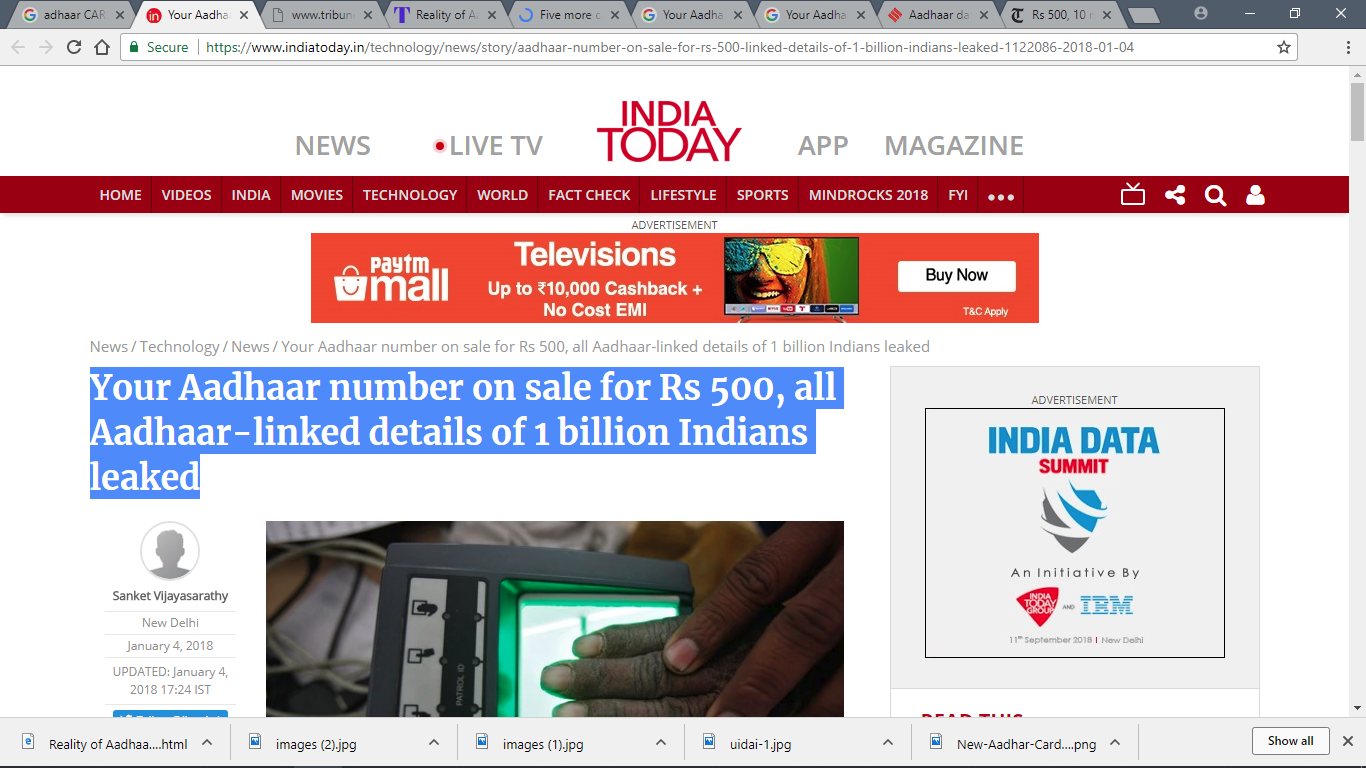 adhaar CAR
Your Aadha
www.tribun
Reality of A
Five more c
Your Aadha
Your Aadha
Aadhaar da
Rs 500, 10 r
Secure
https://www.indiatoday.in/technology/news/story/aadhaar-number-on-sale-for-rs-500-linked-details-of-1-billion-indians-leaked-1122086-2018-01-04
NEWS
LIVE TV
INDIA
TODAY
APP
MAGAZINE
HOME VIDEOS INDIA MOVIES TECHNOLOGY WORLD FACT CHECK LIFESTYLE SPORTS MINDROCKS 2018 FYI
ADVERTISEMENT
paytm
mall
Televisions
Up to ₹10,000 Cashback +
No Cost EMI
Buy Now
T&C Apply
News / Technology / News / Your Aadhaar number on sale for Rs 500, all Aadhaar-linked details of 1 billion Indians leaked
Your Aadhaar number on sale for Rs 500, all
Aadhaar-linked details of 1 billion Indians
leaked
Sanket Vijayasarathy
New Delhi
January 4, 2018
UPDATED: January 4,
2018 17:24 IST
PATROL ID
ADVERTISEMENT
INDIA DATA
SUMMIT
An Initiative By
INDIA
TODAY
GROUP
AND
IBM
11th September 2018 | New Delhi
READ THIS
Reality of Aadhaa....html
images (2).jpg
images (1).jpg
uidai-1.jpg
New-Aadhar-Card....png
Show all